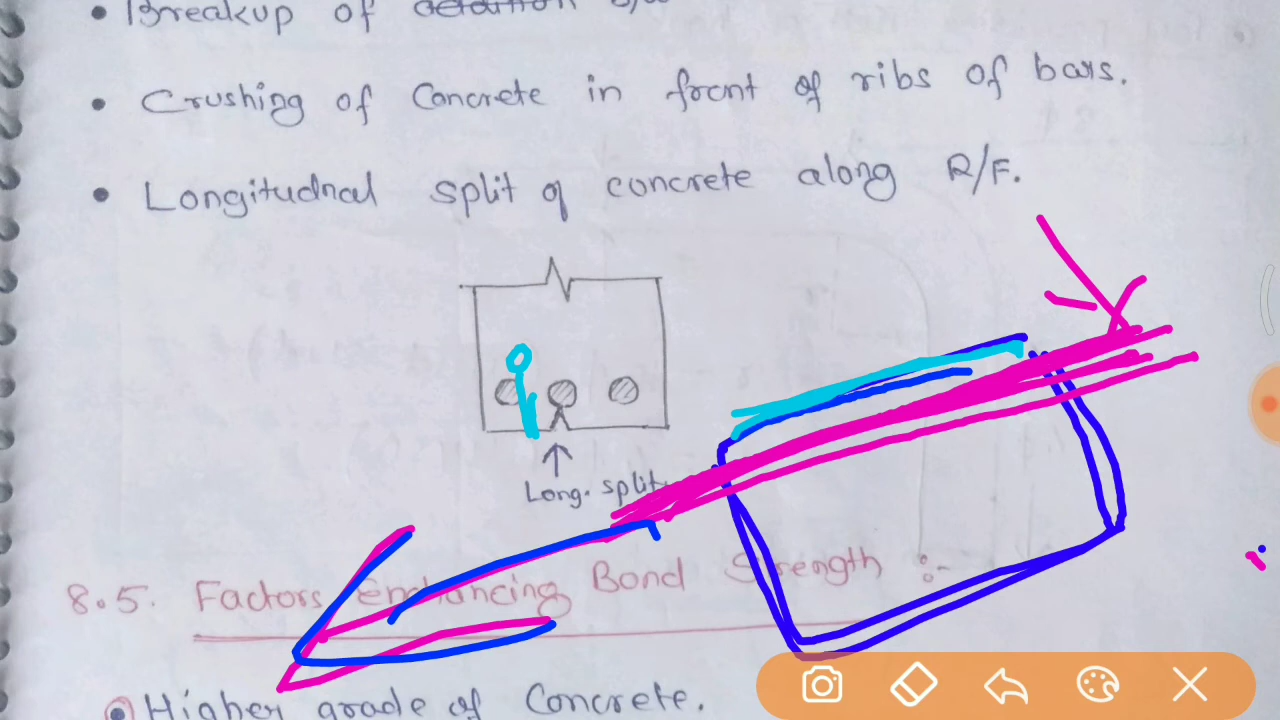 • Breakup of
• Crushing of Concrete in front of ribs of bars.
• Longitudnal split of concrete along R/F.
Long. split
8.5. Factors Enhancing Bond Strength :-
• Higher grade of Concrete.